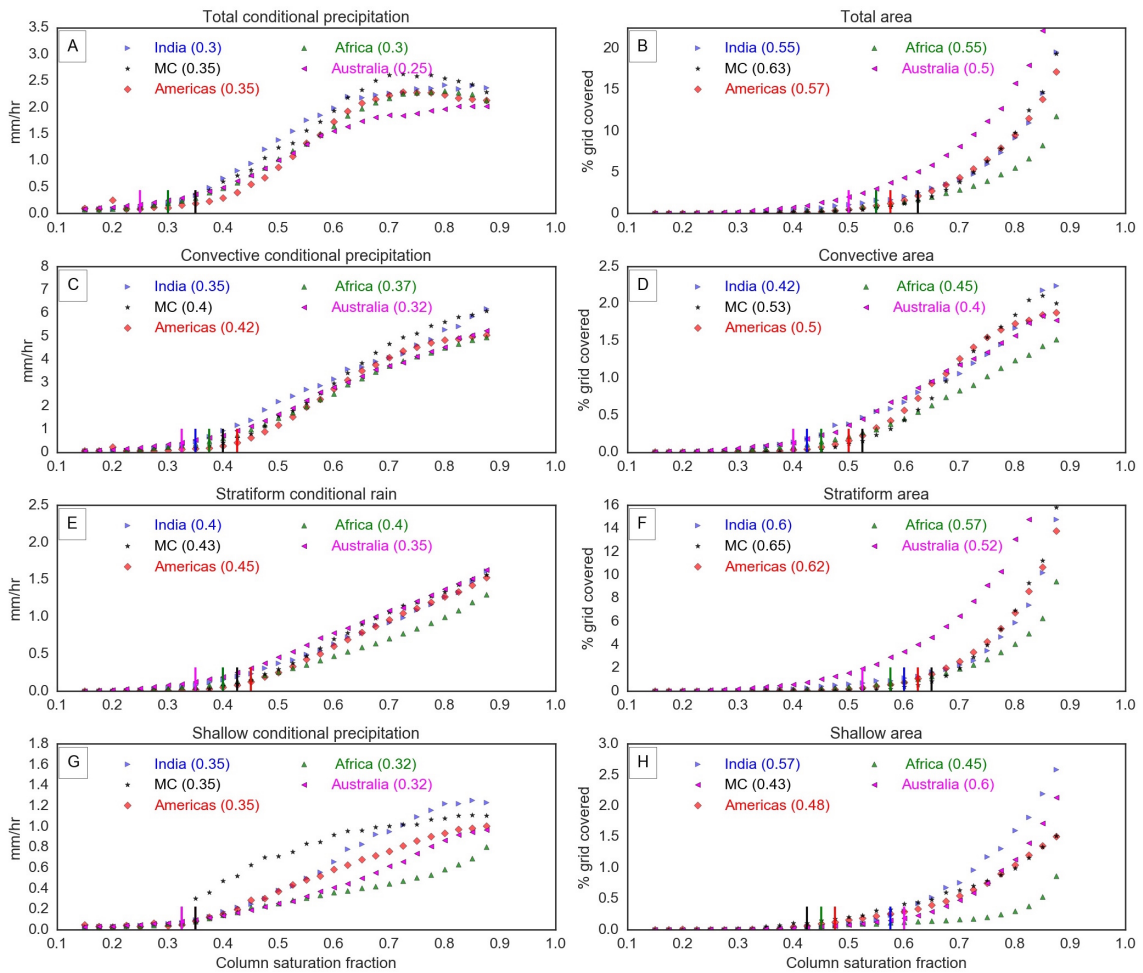 Total conditional precipitation
A
India (0.3)
Africa (0.3)
MC (0.35)
Australia (0.25)
Americas (0.35)
mm/hr
3.5
3.0
2.5
2.0
1.5
1.0
0.5
0.0
0.1 0.2 0.3 0.4 0.5 0.6 0.7 0.8 0.9 1.0
Total area
B
India (0.55)
Africa (0.55)
MC (0.63)
Australia (0.5)
Americas (0.57)
% grid covered
20
15
10
5
0
0.1 0.2 0.3 0.4 0.5 0.6 0.7 0.8 0.9 1.0
Convective conditional precipitation
C
India (0.35)
Africa (0.37)
MC (0.4)
Australia (0.32)
Americas (0.42)
mm/hr
8
7
6
5
4
3
2
1
0
0.1 0.2 0.3 0.4 0.5 0.6 0.7 0.8 0.9 1.0
Convective area
D
India (0.42)
Africa (0.45)
MC (0.53)
Australia (0.4)
Americas (0.5)
% grid covered
2.5
2.0
1.5
1.0
0.5
0.0
0.1 0.2 0.3 0.4 0.5 0.6 0.7 0.8 0.9 1.0
Stratiform conditional rain
E
India (0.4)
Africa (0.4)
MC (0.43)
Australia (0.35)
Americas (0.45)
mm/hr
2.5
2.0
1.5
1.0
0.5
0.0
0.1 0.2 0.3 0.4 0.5 0.6 0.7 0.8 0.9 1.0
Stratiform area
F
India (0.6)
Africa (0.57)
MC (0.65)
Australia (0.52)
Americas (0.62)
% grid covered
16
14
12
10
8
6
4
2
0
0.1 0.2 0.3 0.4 0.5 0.6 0.7 0.8 0.9 1.0
Shallow conditional precipitation
G
India (0.35)
Africa (0.32)
MC (0.35)
Australia (0.32)
Americas (0.35)
mm/hr
1.8
1.6
1.4
1.2
1.0
0.8
0.6
0.4
0.2
0.0
0.1 0.2 0.3 0.4 0.5 0.6 0.7 0.8 0.9 1.0
Column saturation fraction
Shallow area
H
India (0.57)
Africa (0.45)
MC (0.43)
Australia (0.6)
Americas (0.48)
% grid covered
3.0
2.5
2.0
1.5
1.0
0.5
0.0
0.1 0.2 0.3 0.4 0.5 0.6 0.7 0.8 0.9 1.0
Column saturation fraction